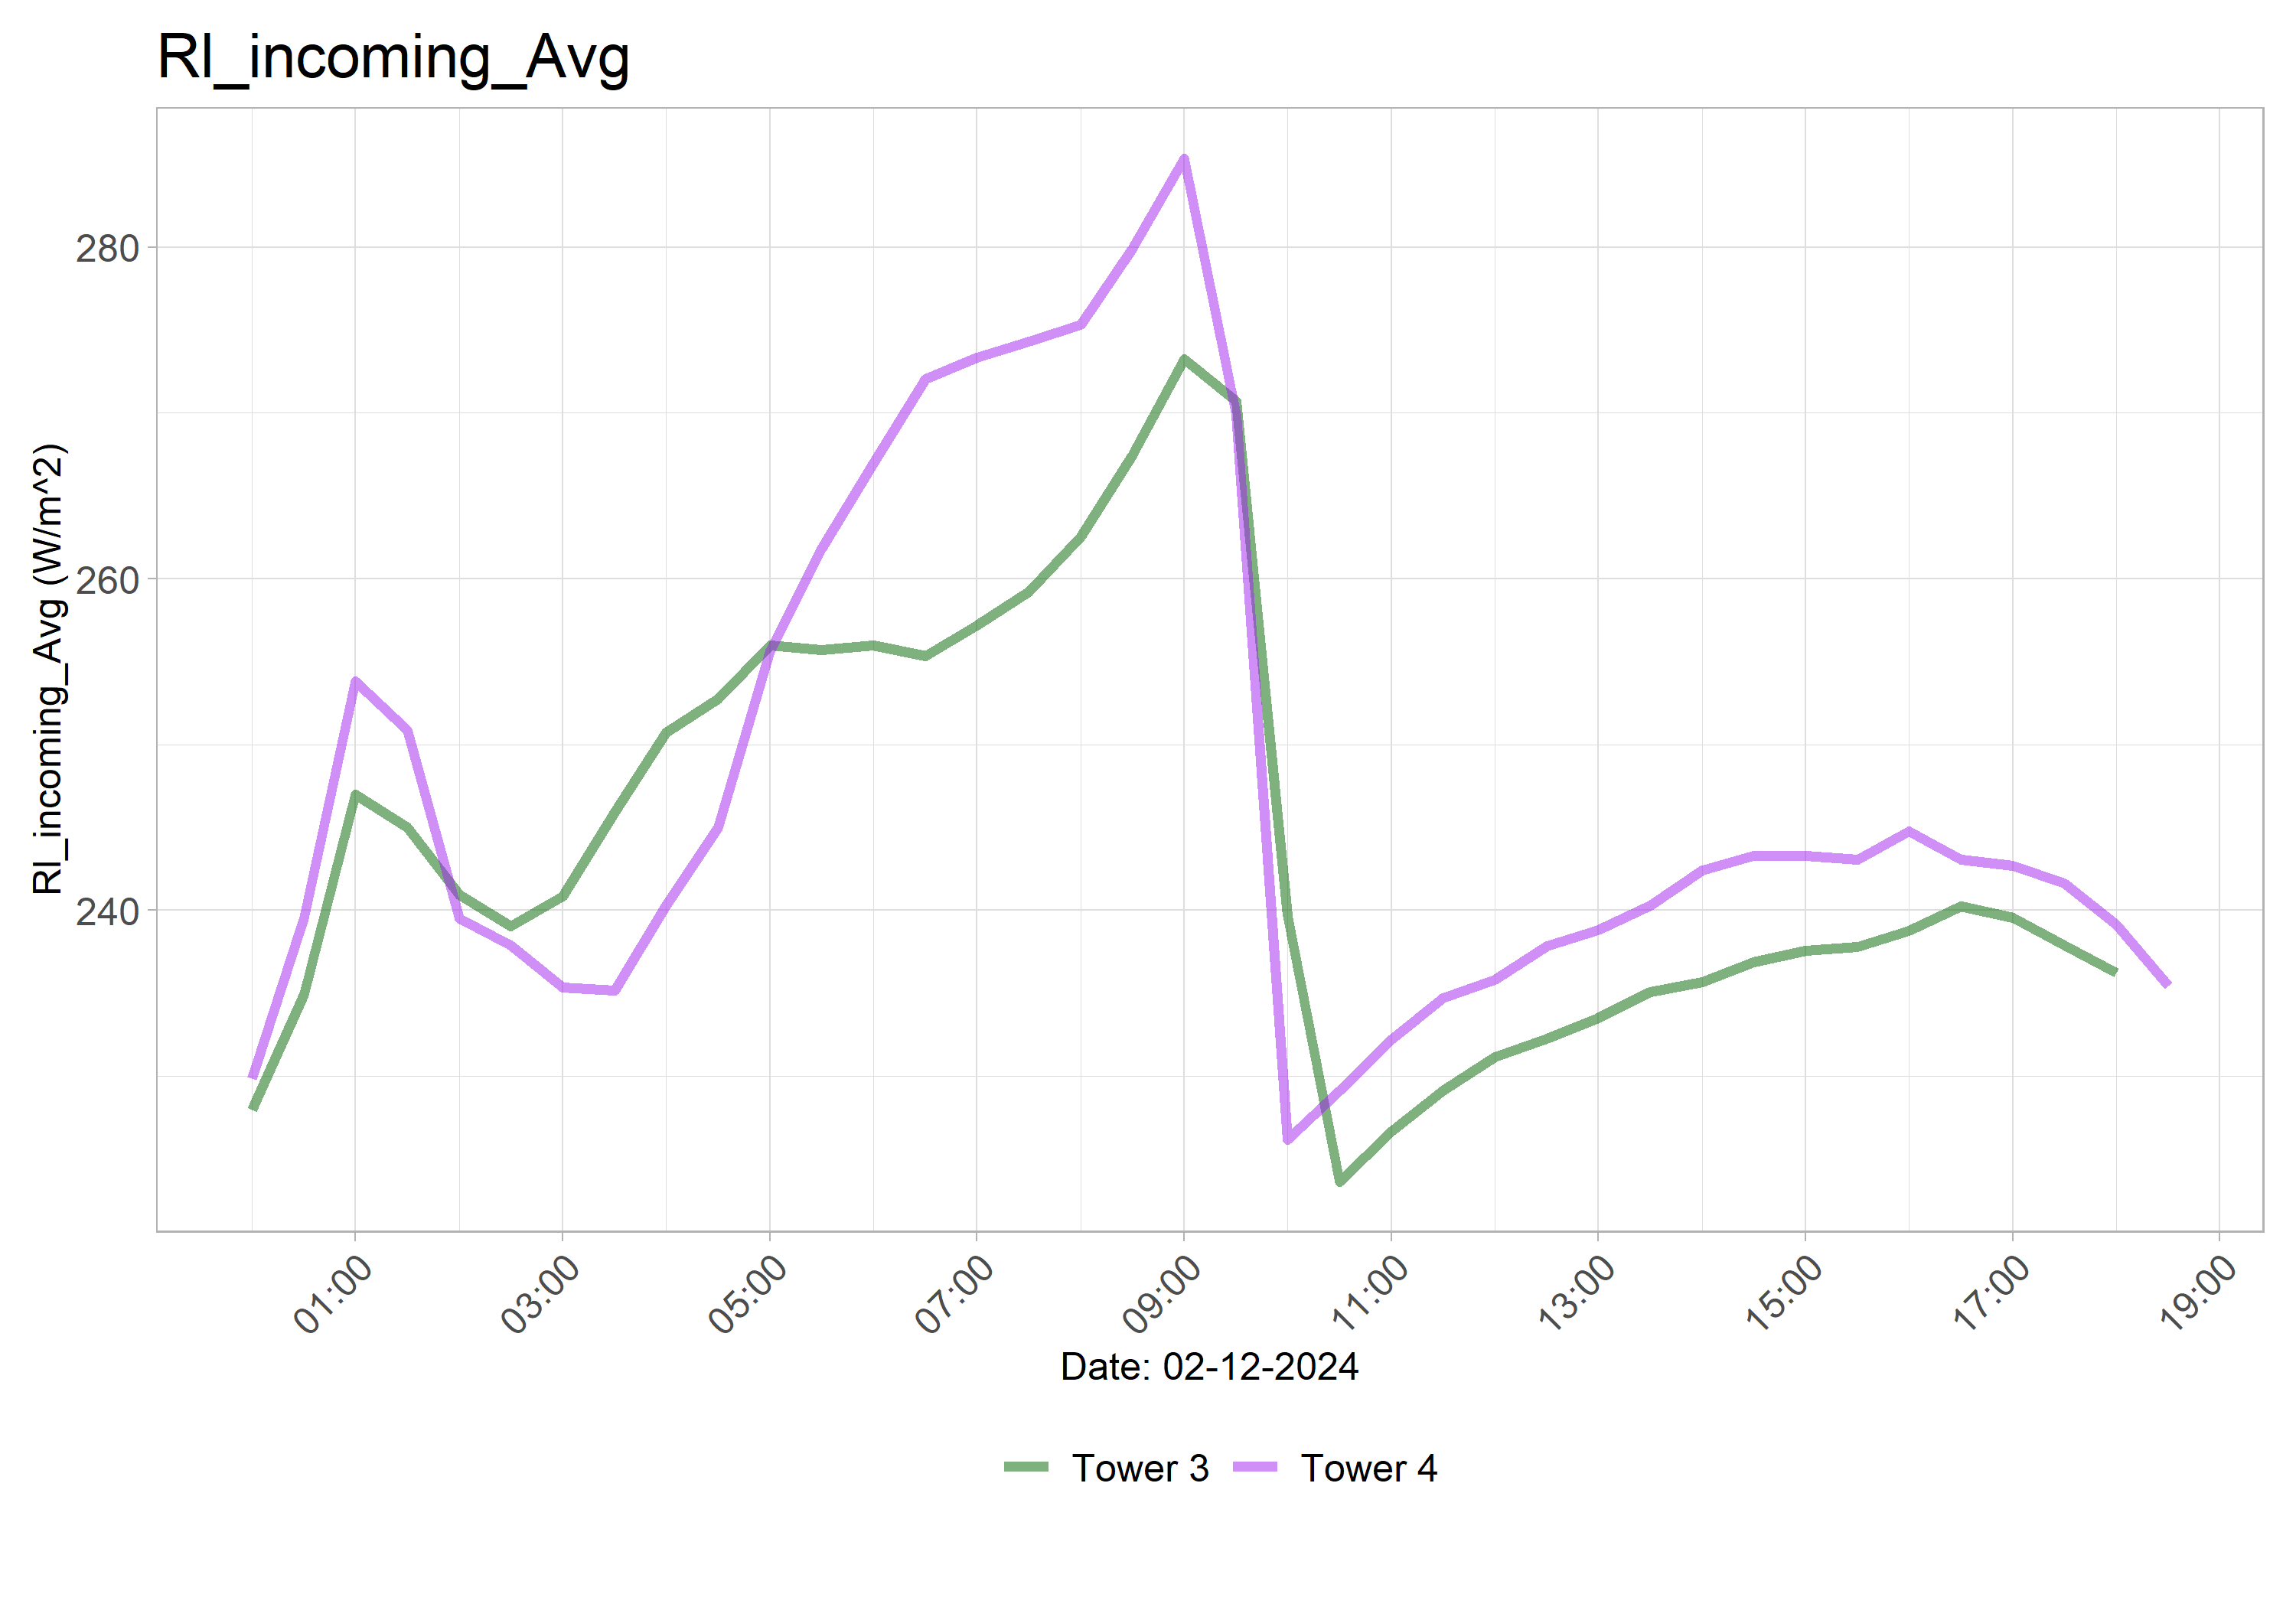 Rl_incoming_Avg
Rl_incoming_Avg (W/m^2)
280
260
240
01:00 03:00 05:00 07:00 09:00 11:00 13:00 15:00 17:00 19:00
Date: 02-12-2024
Tower 3 Tower 4